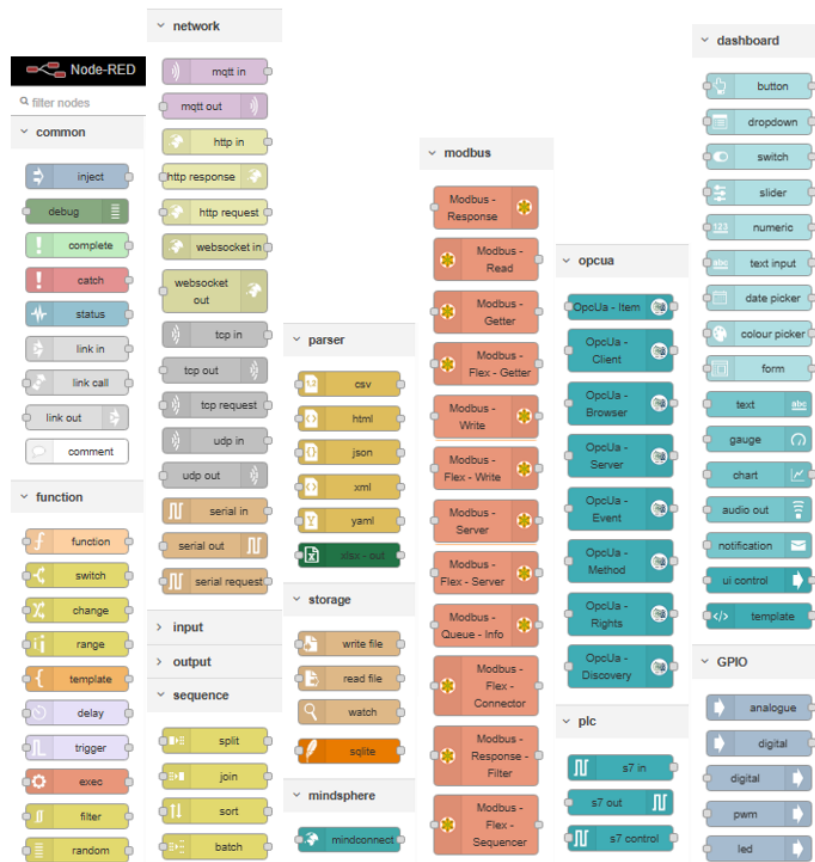 Node-RED
filter nodes
common
inject
debug
complete
catch
status
link in
link call
link out
comment
function
function
switch
change
range
template
delay
trigger
exec
filter
random
network
mqtt in
mqtt out
http in
http response
http request
websocket in
websocket
out
tcp in
tcp out
tcp request
udp in
udp out
serial in
serial out
serial request
input
output
sequence
split
join
sort
batch
parser
csv
html
json
xml
yaml
xlsx - out
storage
write file
read file
watch
sqlite
mindsphere
mindconnect
modbus
Modbus -
Response
Modbus -
Read
Modbus -
Getter
Modbus -
Flex - Getter
Modbus -
Write
Modbus -
Flex - Write
Modbus -
Server
Modbus -
Flex - Server
Modbus -
Queue - Info
Modbus -
Flex -
Connector
Modbus -
Response -
Filter
Modbus -
Flex -
Sequencer
opcua
OpcUa - Item
OpcUa -
Client
OpcUa -
Browser
OpcUa -
Server
OpcUa -
Event
OpcUa -
Method
OpcUa -
Rights
OpcUa -
Discovery
plc
s7 in
s7 out
s7 control
dashboard
button
dropdown
switch
slider
123 numeric
abc text input
date picker
colour picker
form
text abc
gauge
chart
audio out
notification
ui control
</> template
GPIO
analogue
digital
digital
pwm
led